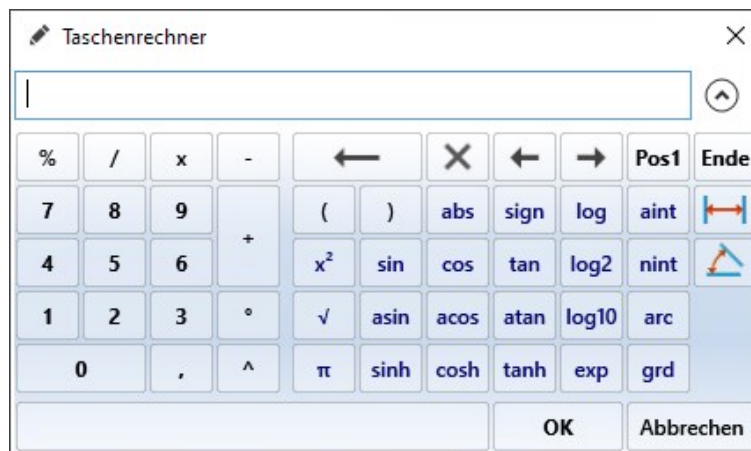 Taschenrechner
% / x - Pos1 Ende
7 8 9 + ( ) abs sign log aint
4 5 6 x² sin cos tan log2 nint
1 2 3 ° √ asin acos atan log10 arc
0 , ^ π sinh cosh tanh exp grd
OK Abbrechen